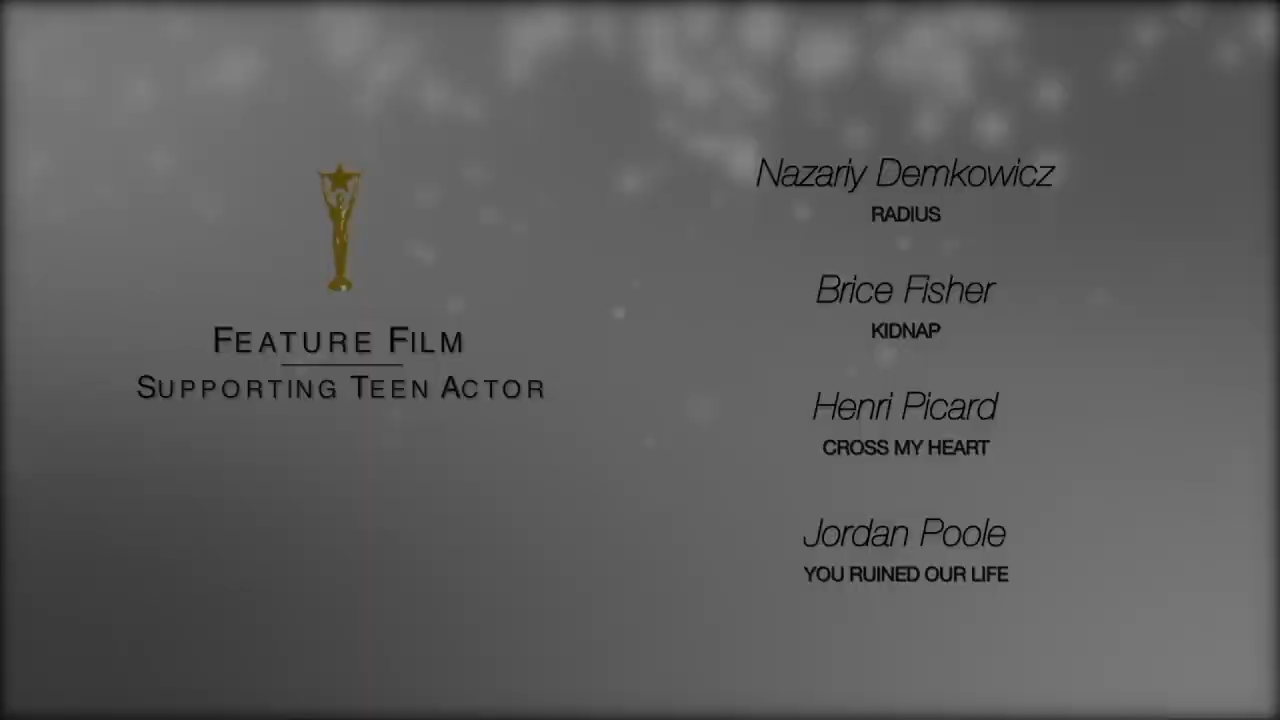 FEATURE FILM
SUPPORTING TEEN ACTOR
Nazariy Demkowicz
RADIUS
Brice Fisher
KIDNAP
Henri Picard
CROSS MY HEART
Jordan Poole
YOU RUINED OUR LIFE